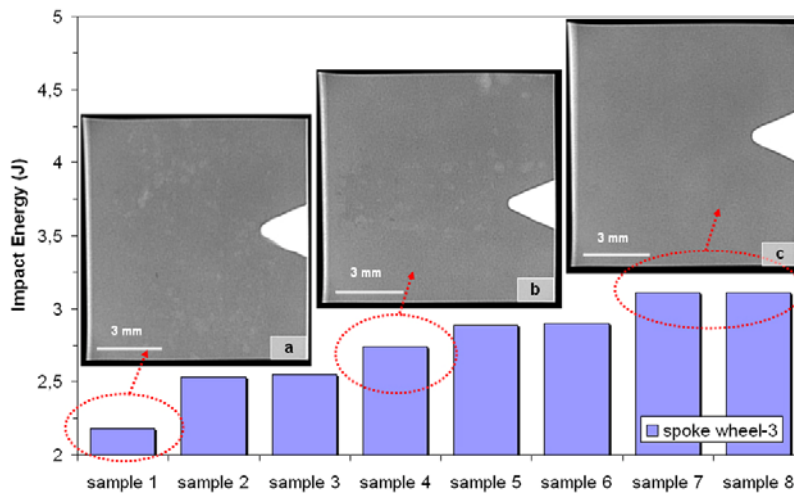 Impact Energy (J)
5
4,5
4
3,5
3
2,5
2
3 mm
a
3 mm
b
3 mm
c
spoke wheel-3
sample 1 sample 2 sample 3 sample 4 sample 5 sample 6 sample 7 sample 8